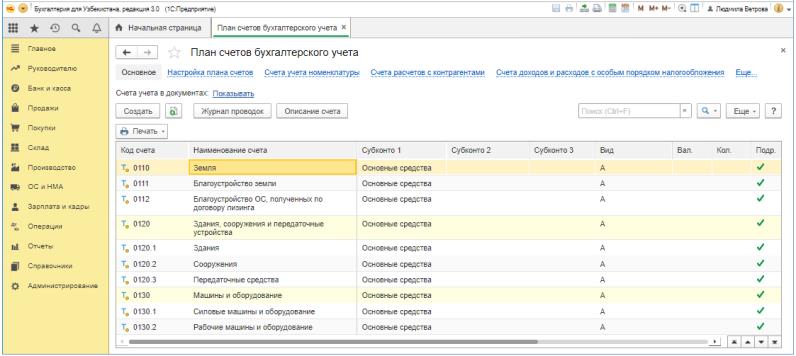 Бухгалтерия для Узбекистана, редакция 3.0 (1С:Предприятие)
M M+ M-
Людмила Ветрова
Начальная страница
План счетов бухгалтерского учета ×
Главное
Руководителю
Банк и касса
Продажи
Покупки
Склад
Производство
ОС и НМА
Зарплата и кадры
Операции
Отчеты
Справочники
Администрирование
План счетов бухгалтерского учета
Основное Настройка плана счетов Счета учета номенклатуры Счета расчетов с контрагентами Счета доходов и расходов с особым порядком налогообложения Еще...
Счета учета в документах: Показывать
Создать Журнал проводок Описание счета Поиск (Ctrl+F) × Еще ?
Печать
Код счета Наименование счета Субконто 1 Субконто 2 Субконто 3 Вид Вал. Кол. Подр.
0110 Земля Основные средства А
0111 Благоустройство земли Основные средства А
0112 Благоустройство ОС, полученных по Основные средства А
договору лизинга
0120 Здания, сооружения и передаточные Основные средства А
устройства
0120.1 Здания Основные средства А
0120.2 Сооружения Основные средства А
0120.3 Передаточные средства Основные средства А
0130 Машины и оборудование Основные средства А
0130.1 Силовые машины и оборудование Основные средства А
0130.2 Рабочие машины и оборудование Основные средства А